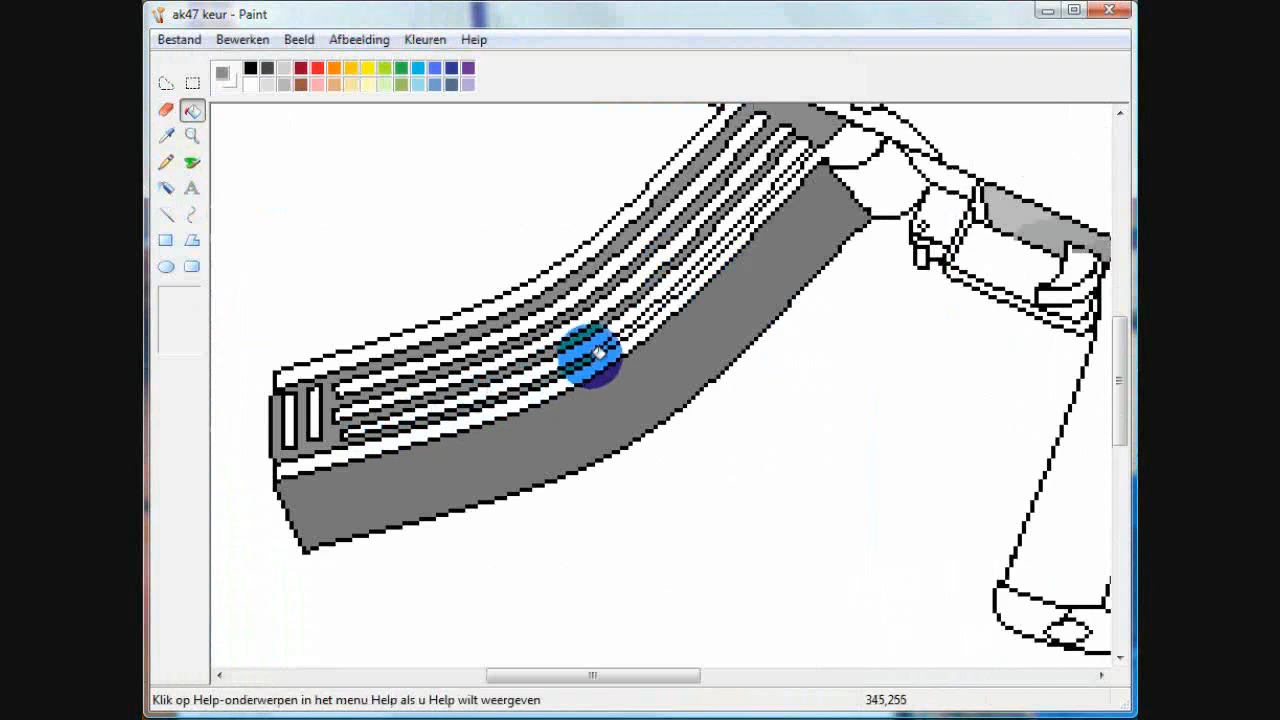 ak47 keur - Paint
Bestand Bewerken Beeld Afbeelding Kleuren Help
A
Klik op Help-onderwerpen in het menu Help als u Help wilt weergeven 345,255